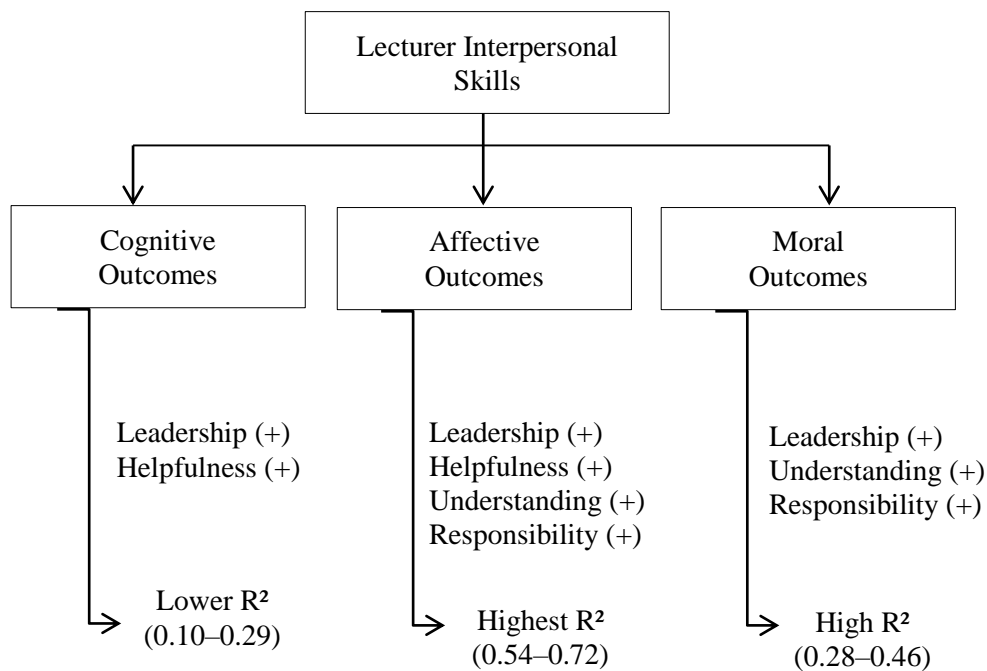 Lecturer Interpersonal
Skills
Cognitive
Outcomes
Affective
Outcomes
Moral
Outcomes
Leadership (+)
Helpfulness (+)
Leadership (+)
Helpfulness (+)
Understanding (+)
Responsibility (+)
Leadership (+)
Understanding (+)
Responsibility (+)
Lower R²
(0.10–0.29)
Highest R²
(0.54–0.72)
High R²
(0.28–0.46)